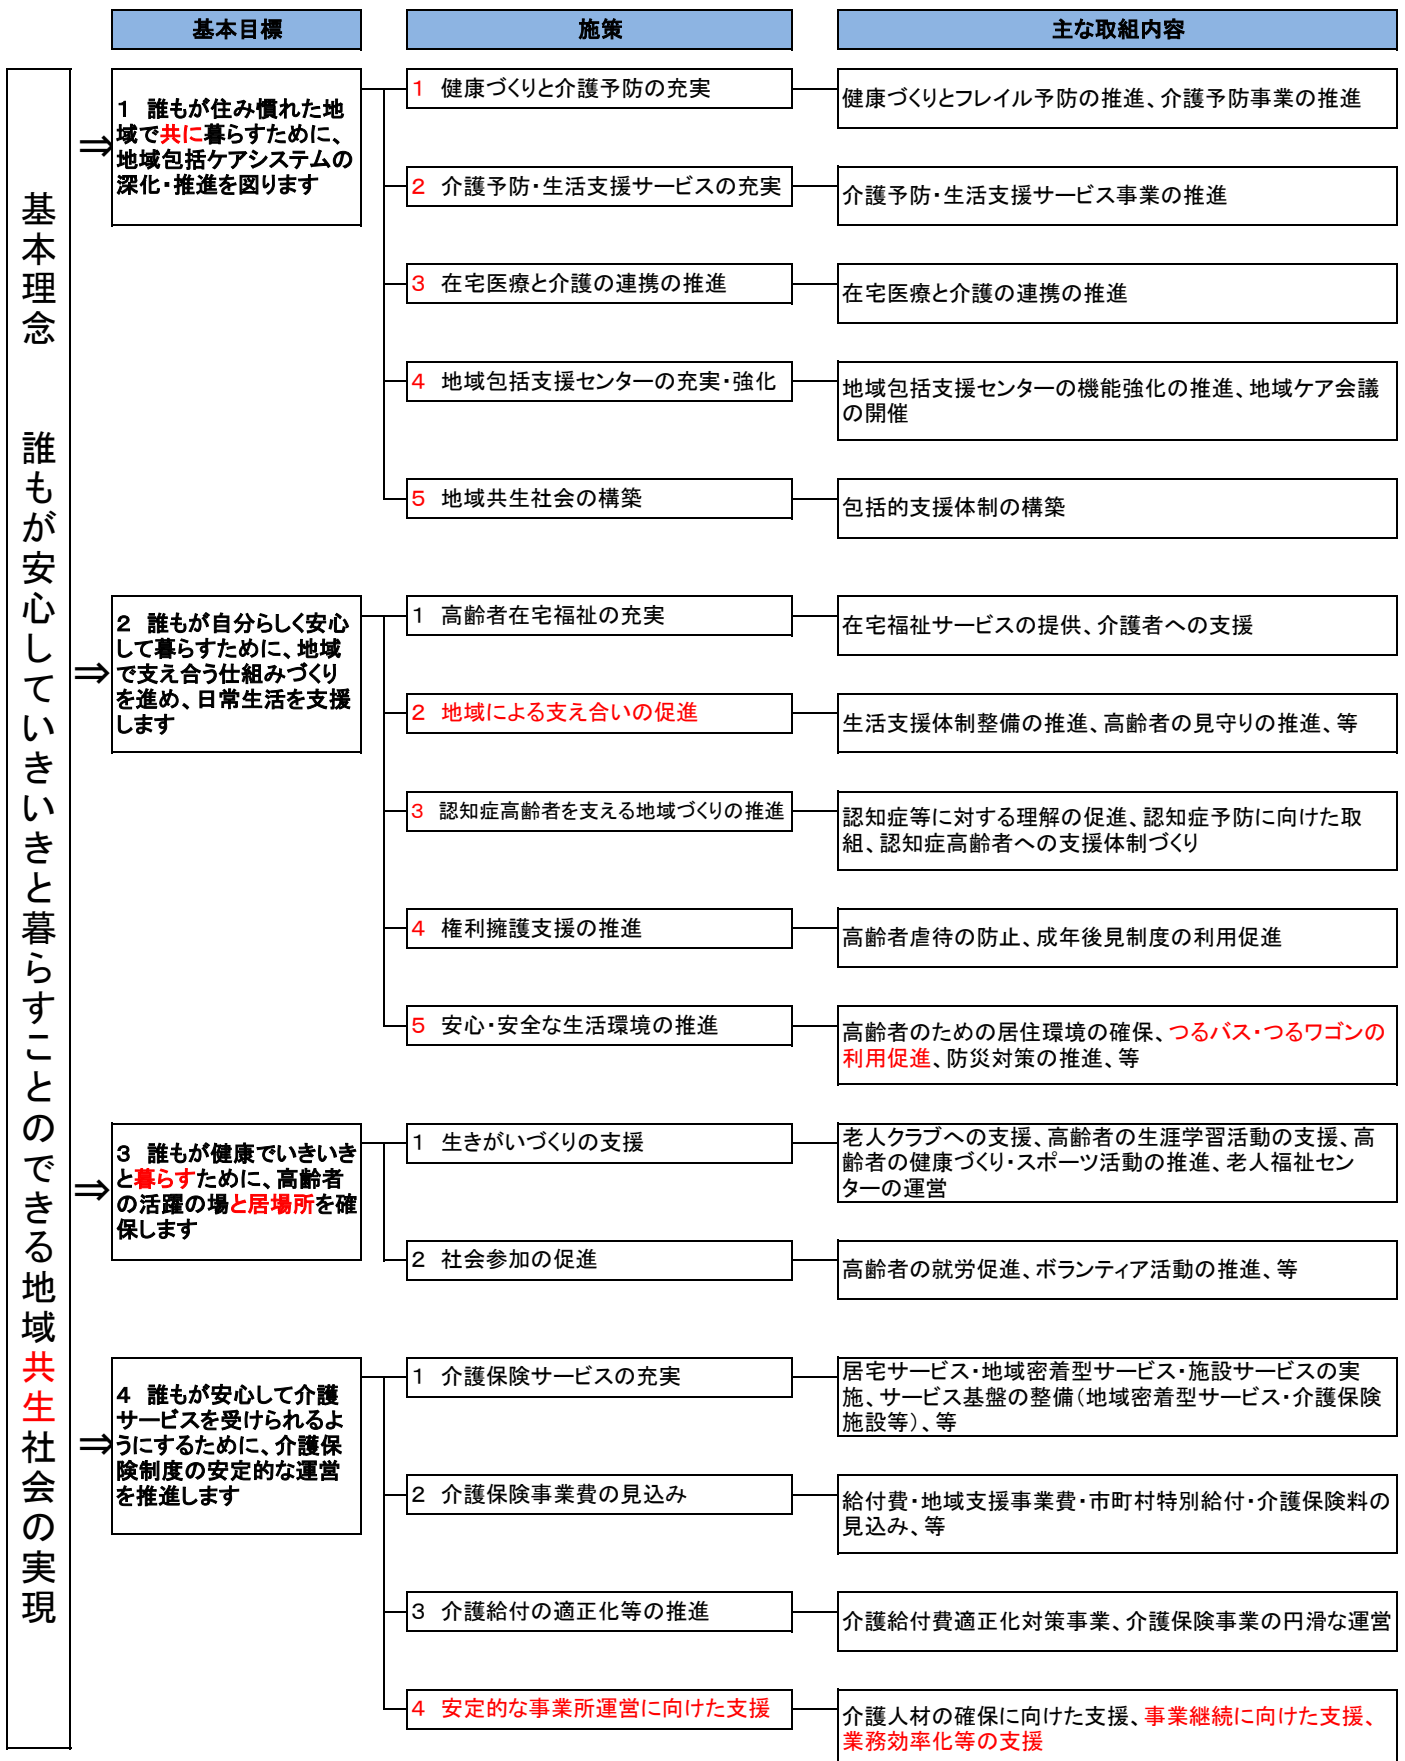 基本目標
施策
主な取組内容
基本理念　誰もが安心していきいきと暮らすことのできる地域共生社会の実現
⇒
1　誰もが住み慣れた地
域で共に暮らすために、
地域包括ケアシステムの
深化・推進を図ります
1　健康づくりと介護予防の充実
健康づくりとフレイル予防の推進、介護予防事業の推進
2　介護予防・生活支援サービスの充実
介護予防・生活支援サービス事業の推進
3　在宅医療と介護の連携の推進
在宅医療と介護の連携の推進
4　地域包括支援センターの充実・強化
地域包括支援センターの機能強化の推進、地域ケア会議
の開催
5　地域共生社会の構築
包括的支援体制の構築
⇒
2　誰もが自分らしく安心
して暮らすために、地域
で支え合う仕組みづくり
を進め、日常生活を支援
します
1　高齢者在宅福祉の充実
在宅福祉サービスの提供、介護者への支援
2　地域による支え合いの促進
生活支援体制整備の推進、高齢者の見守りの推進、等
3　認知症高齢者を支える地域づくりの推進
認知症等に対する理解の促進、認知症予防に向けた取
組、認知症高齢者への支援体制づくり
4　権利擁護支援の推進
高齢者虐待の防止、成年後見制度の利用促進
5　安心・安全な生活環境の推進
高齢者のための居住環境の確保、つるバス・つるワゴンの
利用促進、防災対策の推進、等
⇒
3　誰もが健康でいきいき
と暮らすために、高齢者
の活躍の場と居場所を確
保します
1　生きがいづくりの支援
老人クラブへの支援、高齢者の生涯学習活動の支援、高
齢者の健康づくり・スポーツ活動の推進、老人福祉セン
ターの運営
2　社会参加の促進
高齢者の就労促進、ボランティア活動の推進、等
⇒
4　誰もが安心して介護
サービスを受けられるよ
うにするために、介護保
険制度の安定的な運営
を推進します
1　介護保険サービスの充実
居宅サービス・地域密着型サービス・施設サービスの実
施、サービス基盤の整備（地域密着型サービス・介護保険
施設等）、等
2　介護保険事業費の見込み
給付費・地域支援事業費・市町村特別給付・介護保険料の
見込み、等
3　介護給付の適正化等の推進
介護給付費適正化対策事業、介護保険事業の円滑な運営
4　安定的な事業所運営に向けた支援
介護人材の確保に向けた支援、事業継続に向けた支援、
業務効率化等の支援